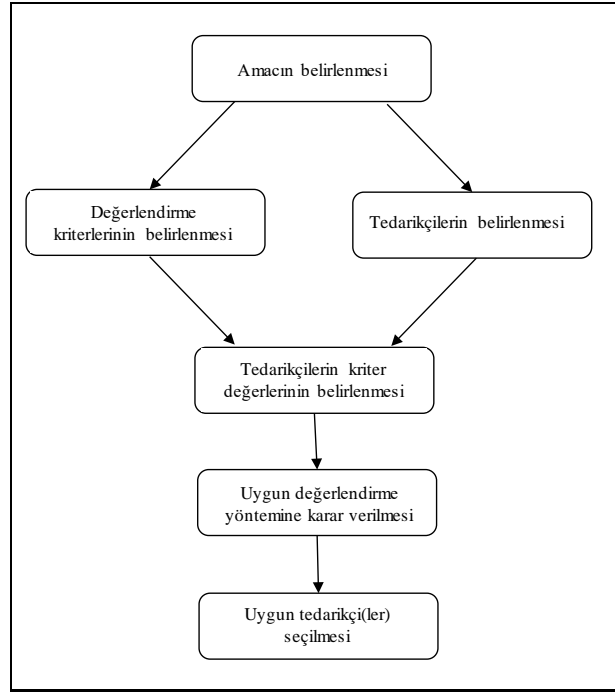 Amacın belirlenmesi
Değerlendirme
kriterlerinin belirlenmesi
Tedarikçilerin belirlenmesi
Tedarikçilerin kriter
değerlerinin belirlenmesi
Uygun değerlendirme
yöntemine karar verilmesi
Uygun tedarikçi(ler)
seçilmesi